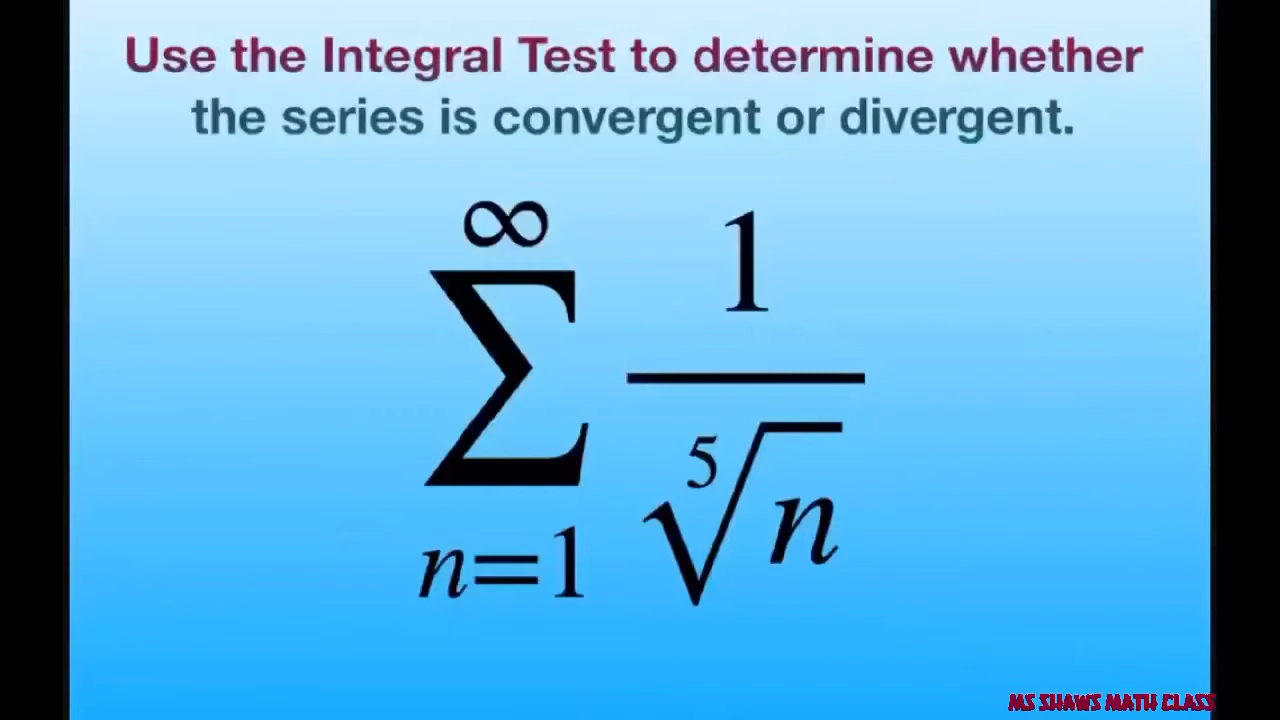 Use the Integral Test to determine whether
the series is convergent or divergent.
∞
Σ 1
5√n
n=1
MS SHAWS MATH CLASS